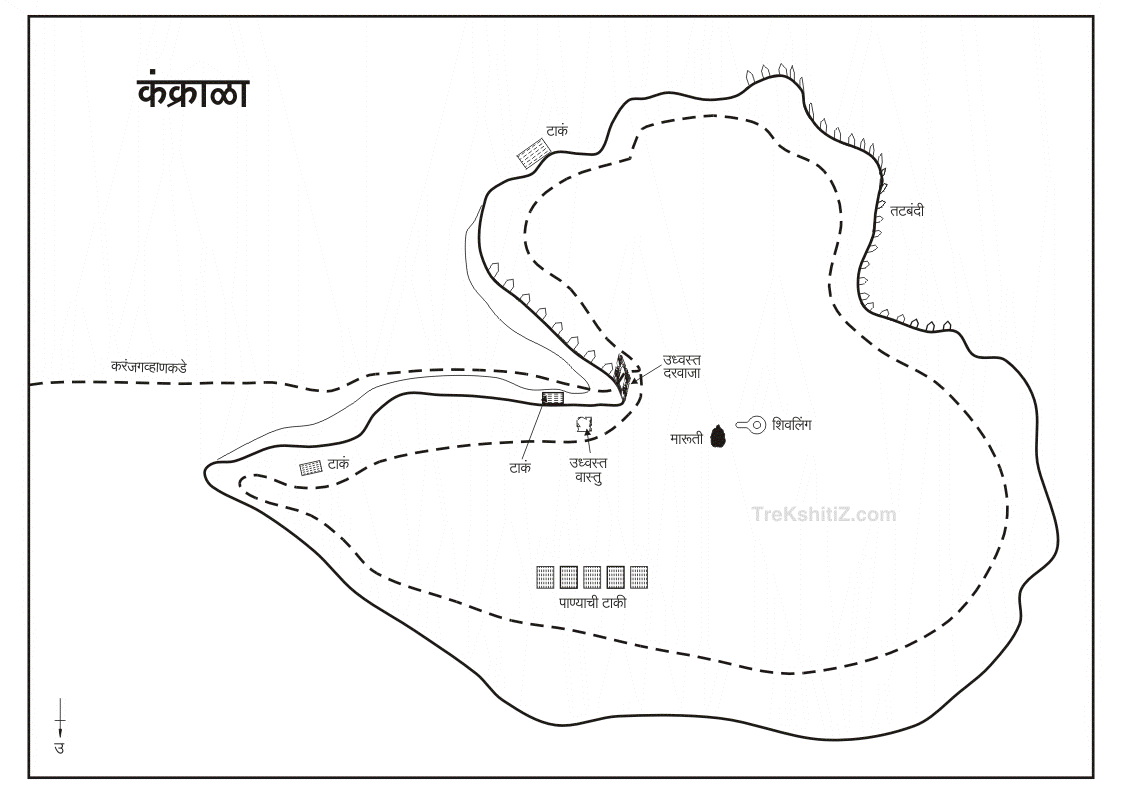 कंक्राळा
टाकं
तटबंदी
करंजगव्हाणकडे
उध्वस्त
दरवाजा
शिवलिंग
मारूती
टाकं
टाकं
उध्वस्त
वास्तु
TreKshitiZ.com
पाण्याची टाकी
उ